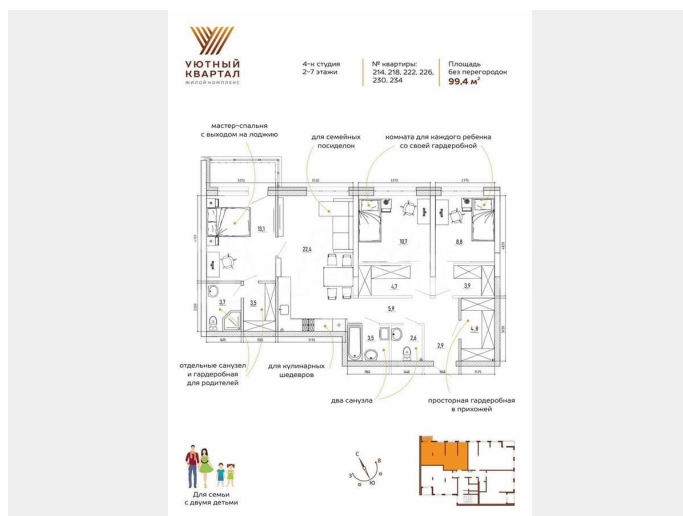 УЮТНЫЙ
КВАРТАЛ
ЖИЛОЙ КОМПЛЕКС
4-к студия
2-7 этажи
№ квартиры:
214, 218, 222, 226,
230, 234
Площадь
без перегородок
99,4 м²
мастер-спальня
с выходом на лоджию
для семейных
посиделок
комната для каждого ребенка
со своей гардеробной
13,1
22,4
10,7
8,8
4,7
3,9
3,7
3,5
5,9
4,9
3,5
2,6
2,9
отдельные санузел
и гардеробная
для родителей
для кулинарных
шедевров
два санузла
просторная гардеробная
в прихожей
Для семьи
с двумя детьми
С
В
З
Ю